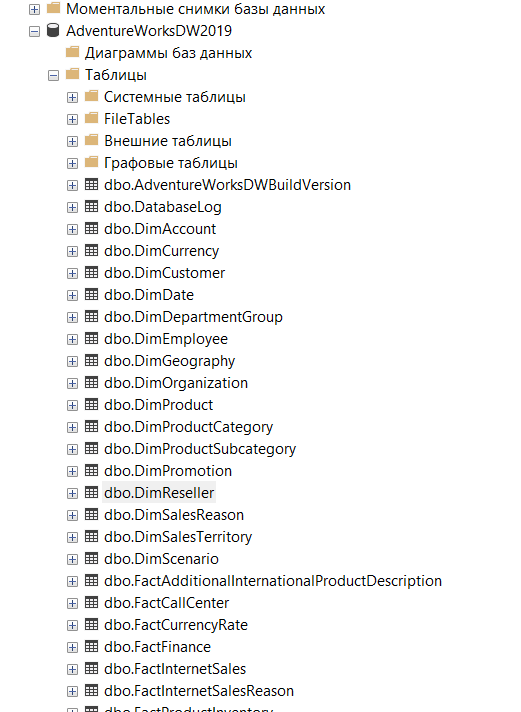 Моментальные снимки базы данных
AdventureWorksDW2019
Диаграммы баз данных
Таблицы
Системные таблицы
FileTables
Внешние таблицы
Графовые таблицы
dbo.AdventureWorksDWBuildVersion
dbo.DatabaseLog
dbo.DimAccount
dbo.DimCurrency
dbo.DimCustomer
dbo.DimDate
dbo.DimDepartmentGroup
dbo.DimEmployee
dbo.DimGeography
dbo.DimOrganization
dbo.DimProduct
dbo.DimProductCategory
dbo.DimProductSubcategory
dbo.DimPromotion
dbo.DimReseller
dbo.DimSalesReason
dbo.DimSalesTerritory
dbo.DimScenario
dbo.FactAdditionalInternationalProductDescription
dbo.FactCallCenter
dbo.FactCurrencyRate
dbo.FactFinance
dbo.FactInternetSales
dbo.FactInternetSalesReason
dbo.FactProductInventory